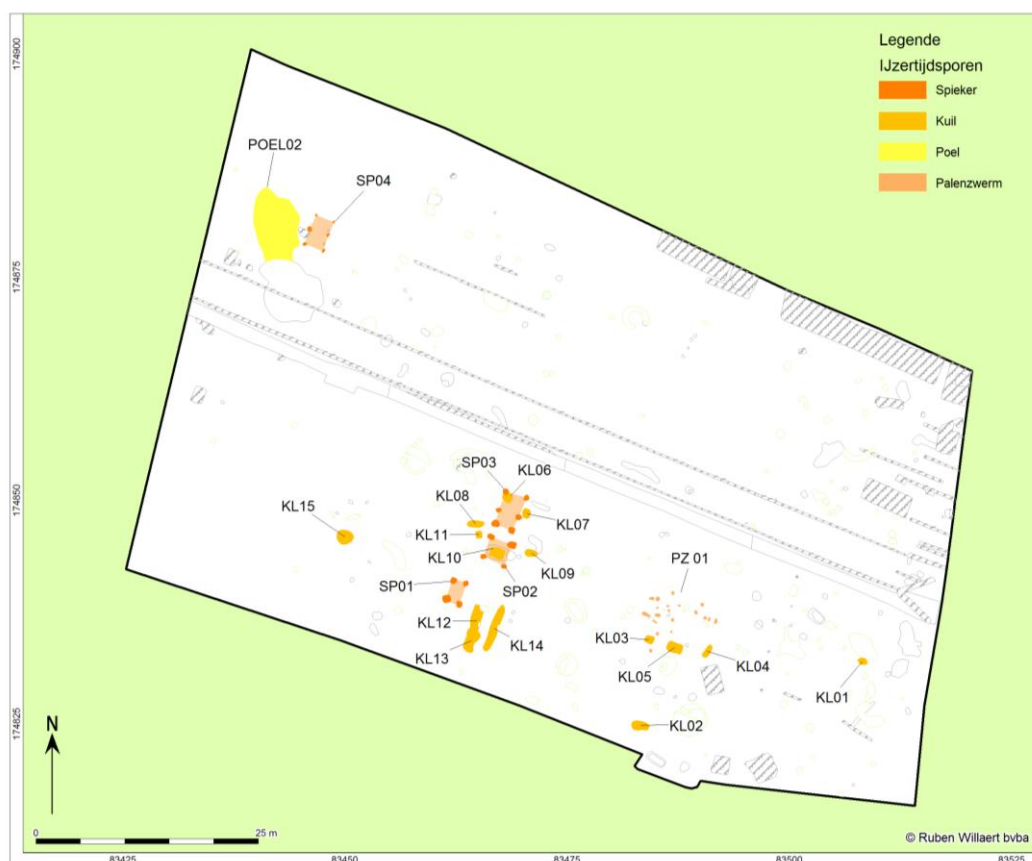 174900
Legende
IJzertijdsporen
Spieker
Kuil
Poel
Palenzwerm
POEL02
SP04
174875
SP03
KL06
KL08
KL07
KL15
174850
KL11
KL10
KL09
SP01
SP02
PZ 01
KL12
KL13
KL14
KL03
KL05
KL04
KL01
KL02
174825
N
0
25 m
© Ruben Willaert bvba
83425
83450
83475
83500
83525